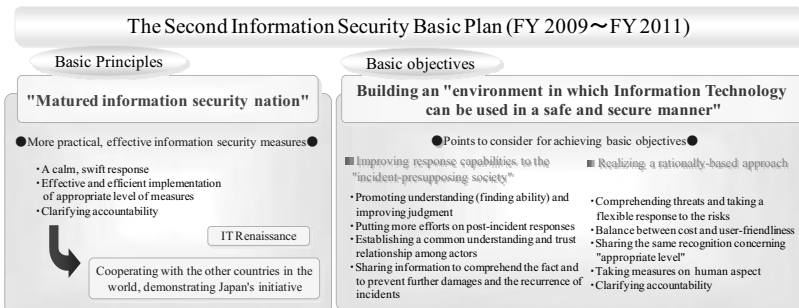 The Second Information Security Basic Plan (FY 2009～FY 2011)
Basic Principles
"Matured information security nation"
●More practical, effective information security measures●
・A calm, swift response
・Effective and efficient implementation
of appropriate level of measures
・Clarifying accountability
IT Renaissance
Cooperating with the other countries in the
world, demonstrating Japan's initiative
Basic objectives
Building an "environment in which Information Technology
can be used in a safe and secure manner"
●Points to consider for achieving basic objectives●
■ Improving response capabilities to the
"incident-presupposing society"
・Promoting understanding (finding ability) and
improving judgment
・Putting more efforts on post-incident responses
・Establishing a common understanding and trust
relationship among actors
・Sharing information to comprehend the fact and
to prevent further damages and the recurrence of
incidents
■ Realizing a rationally-based approach
・Comprehending threats and taking a
flexible response to the risks
・Balance between cost and user-friendliness
・Sharing the same recognition concerning
"appropriate level"
・Taking measures on human aspect
・Clarifying accountability